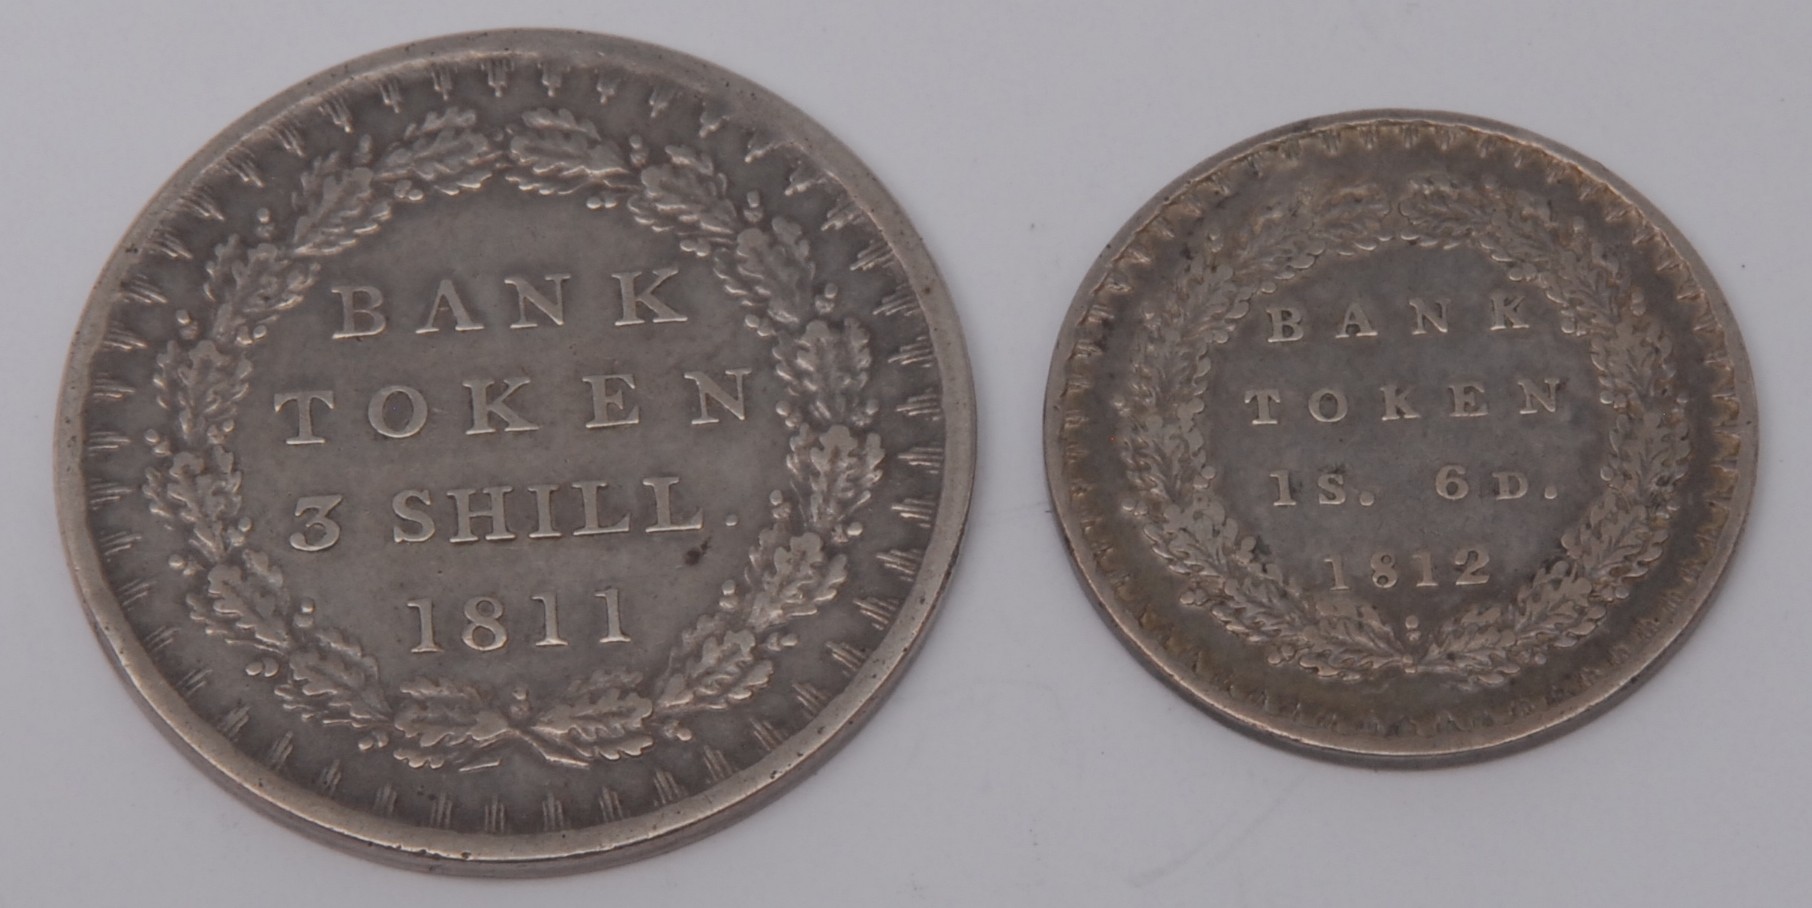 BANK
TOKEN
3 SHILL.
1811
BANK
TOKEN
1S. 6D.
1812